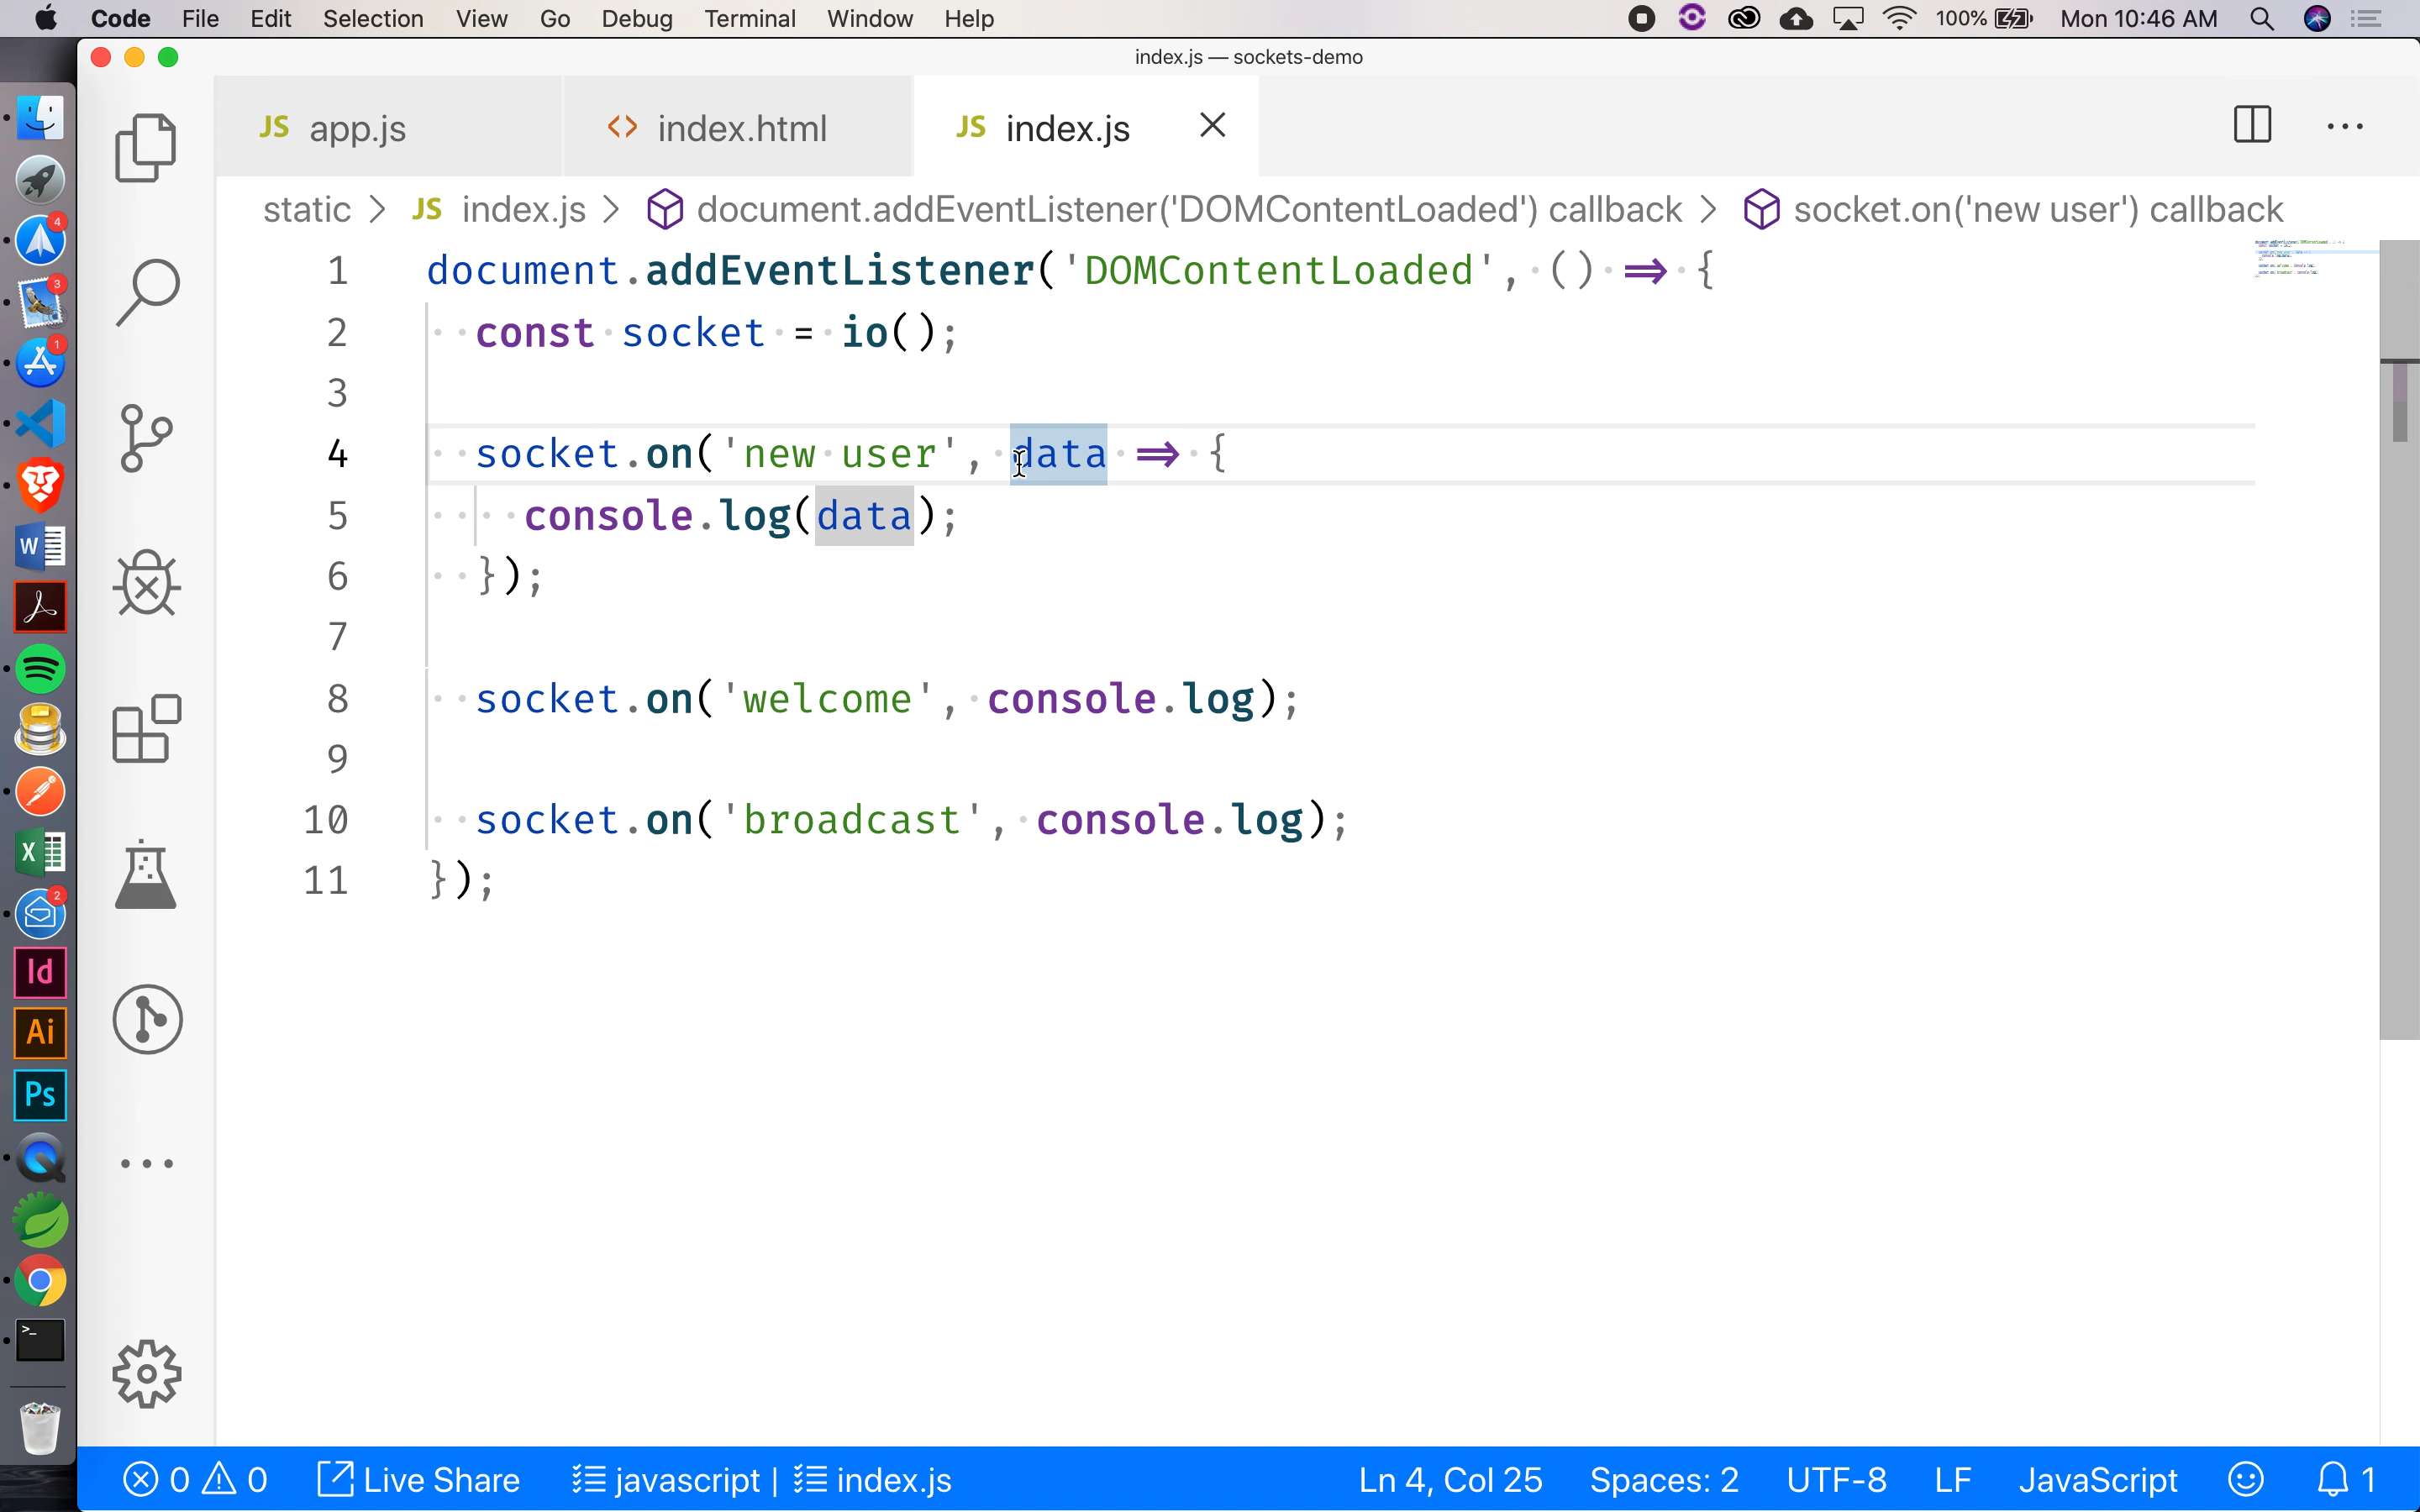 Code File Edit Selection View Go Debug Terminal Window Help 100% Mon 10:46 AM
index.js — sockets-demo
JS app.js <> index.html JS index.js
static > JS index.js > document.addEventListener('DOMContentLoaded') callback > socket.on('new user') callback
1 document.addEventListener('DOMContentLoaded', () => {
2 const socket = io();
3
4 socket.on('new user', data => {
5 console.log(data);
6 });
7
8 socket.on('welcome', console.log);
9
10 socket.on('broadcast', console.log);
11 });
4
3
1
W
X
2
Id
Ai
Ps
>_
0 0 Live Share javascript | index.js Ln 4, Col 25 Spaces: 2 UTF-8 LF JavaScript 1